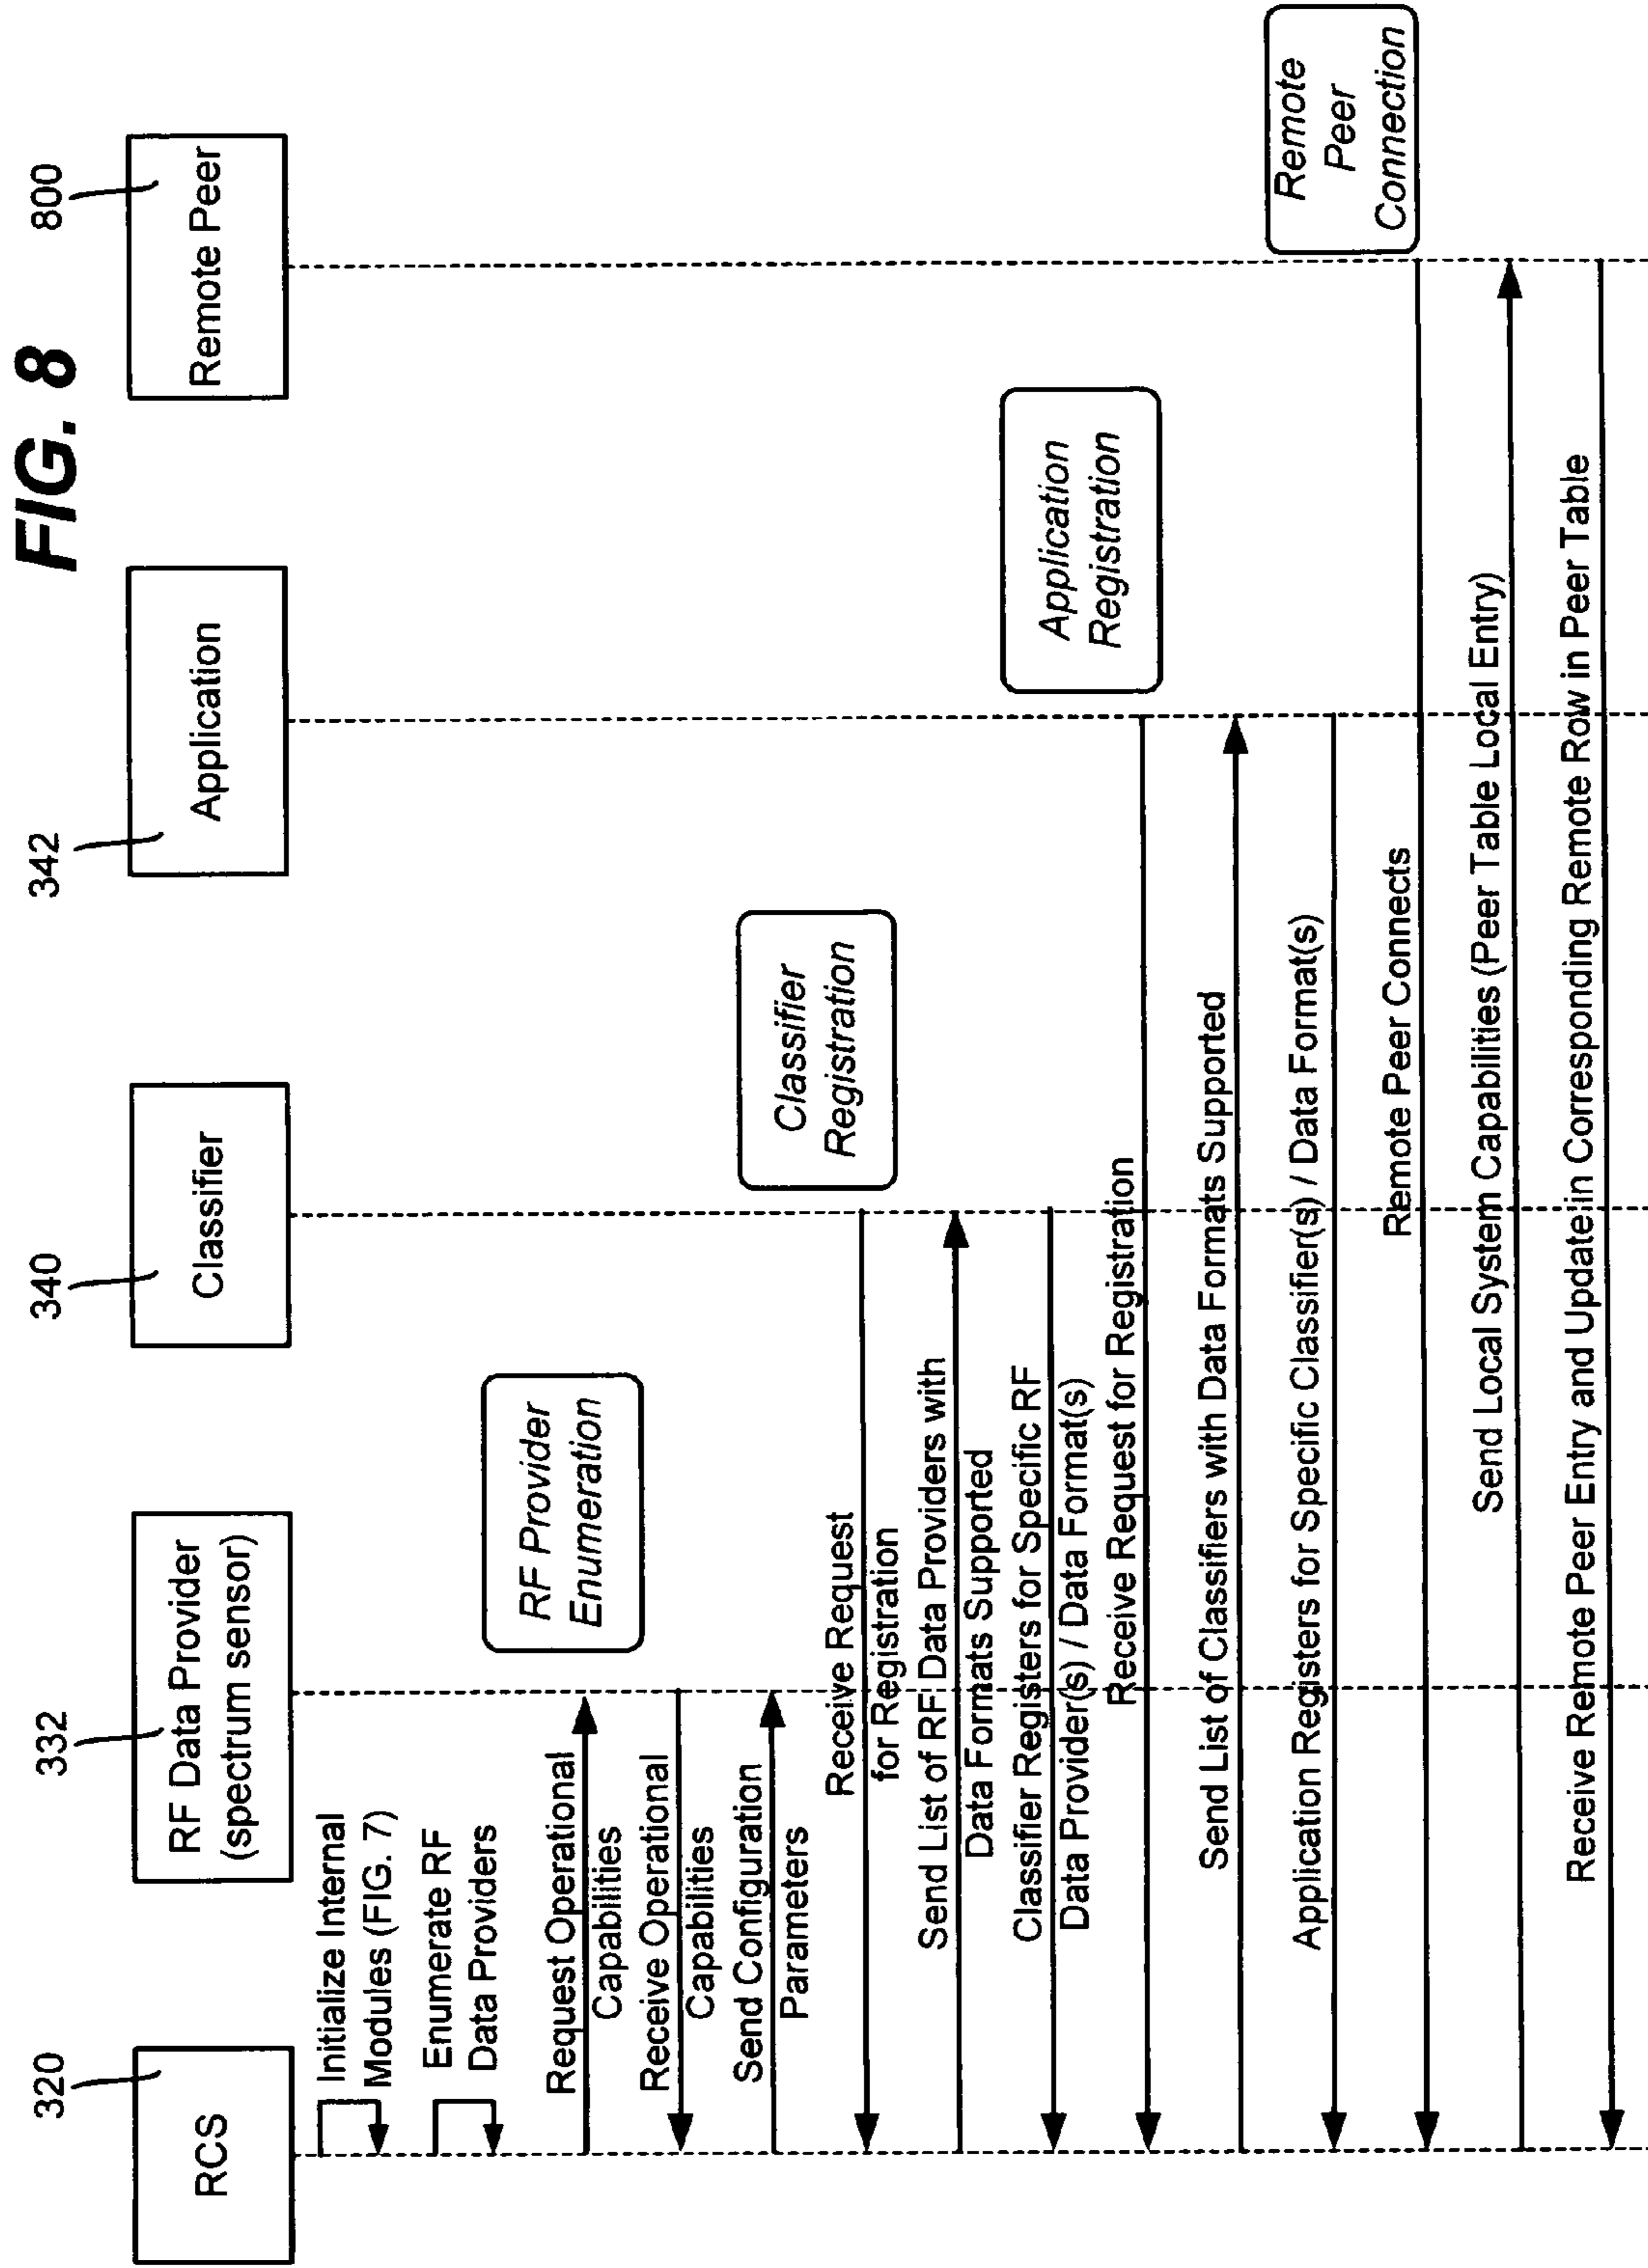 FIG. 8
320
332
340
342
800
RCS
RF Data Provider
(spectrum sensor)
Classifier
Application
Remote Peer
Initialize Internal
Modules (FIG. 7)
Enumerate RF
Data Providers
RF Provider
Enumeration
Request Operational
Capabilities
Receive Operational
Capabilities
Send Configuration
Parameters
Classifier
Registration
Receive Request
for Registration
Send List of RF Data Providers with
Data Formats Supported
Classifier Registers for Specific RF
Data Provider(s) / Data Format(s)
Application
Registration
Receive Request for Registration
Send List of Classifiers with Data Formats Supported
Application Registers for Specific Classifier(s) / Data Format(s)
Remote
Peer
Connection
Remote Peer Connects
Send Local System Capabilities (Peer Table Local Entry)
Receive Remote Peer Entry and Update in Corresponding Remote Row in Peer Table